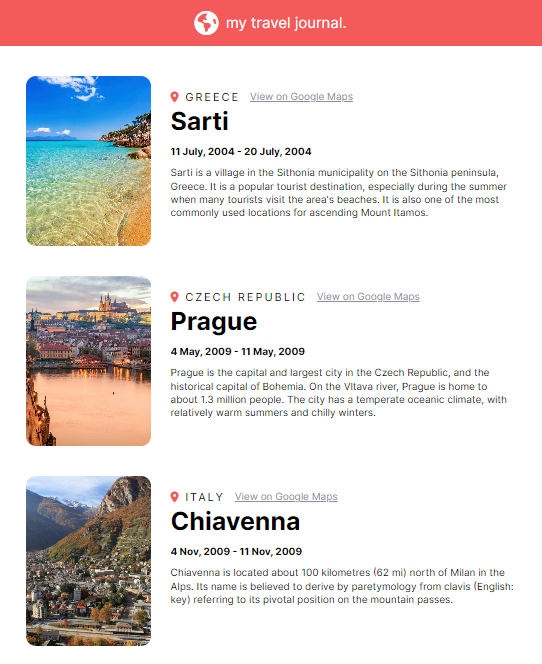 my travel journal.
GREECE View on Google Maps
Sarti
11 July, 2004 - 20 July, 2004
Sarti is a village in the Sithonia municipality on the Sithonia peninsula,
Greece. It is a popular tourist destination, especially during the summer
when many tourists visit the area's beaches. It is also one of the most
commonly used locations for ascending Mount Itamos.
CZECH REPUBLIC View on Google Maps
Prague
4 May, 2009 - 11 May, 2009
Prague is the capital and largest city in the Czech Republic, and the
historical capital of Bohemia. On the Vltava river, Prague is home to
about 1.3 million people. The city has a temperate oceanic climate, with
relatively warm summers and chilly winters.
ITALY View on Google Maps
Chiavenna
4 Nov, 2009 - 11 Nov, 2009
Chiavenna is located about 100 kilometres (62 mi) north of Milan in the
Alps. Its name is believed to derive by paretymology from clavis (English:
key) referring to its pivotal position on the mountain passes.